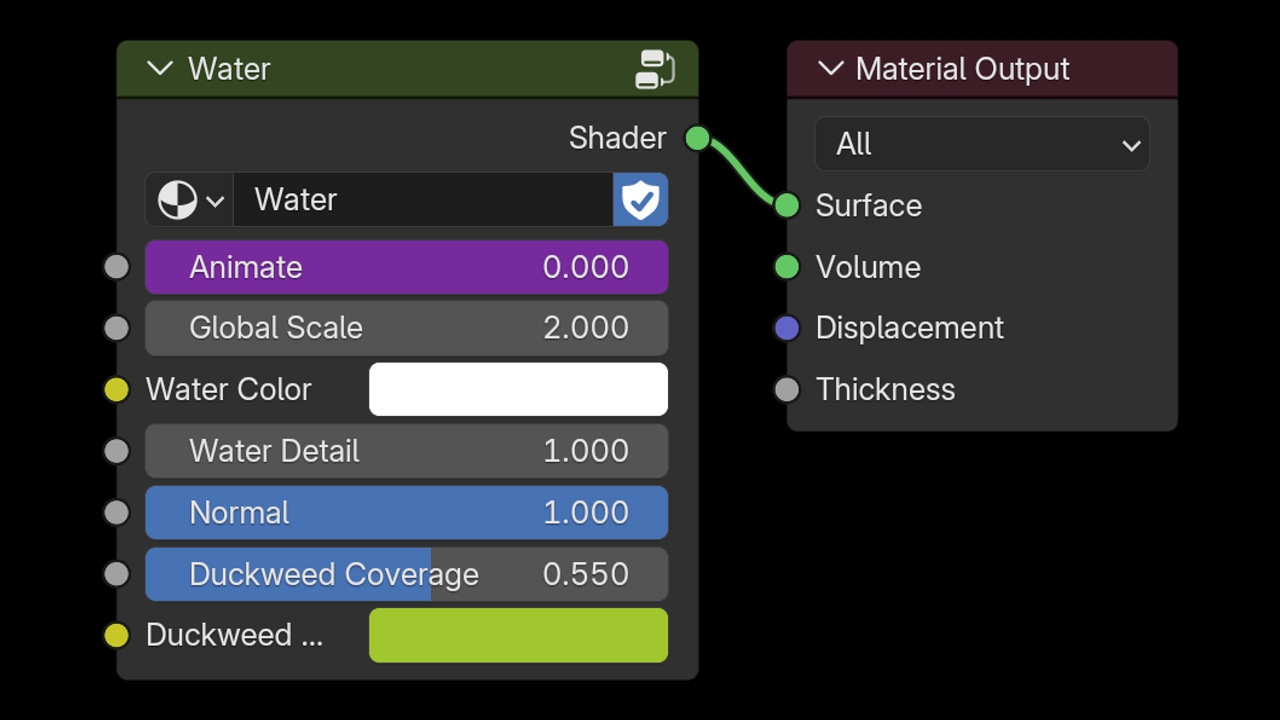 Water
Shader
Water
Animate 0.000
Global Scale 2.000
Water Color
Water Detail 1.000
Normal 1.000
Duckweed Coverage 0.550
Duckweed ...
Material Output
All
Surface
Volume
Displacement
Thickness